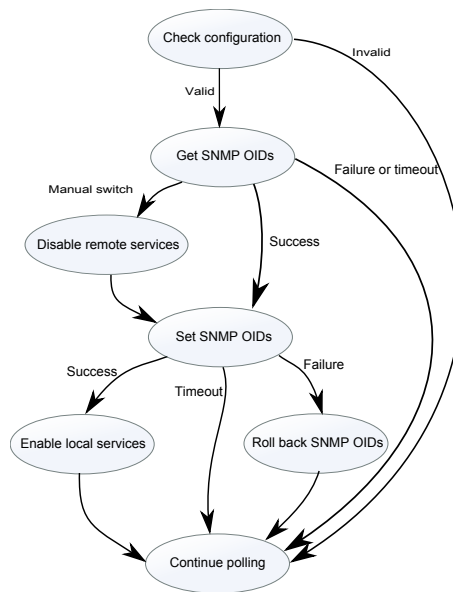 Check configuration
Invalid
Valid
Get SNMP OIDs
Failure or timeout
Manual switch
Disable remote services
Success
Set SNMP OIDs
Success
Timeout
Failure
Enable local services
Roll back SNMP OIDs
Continue polling